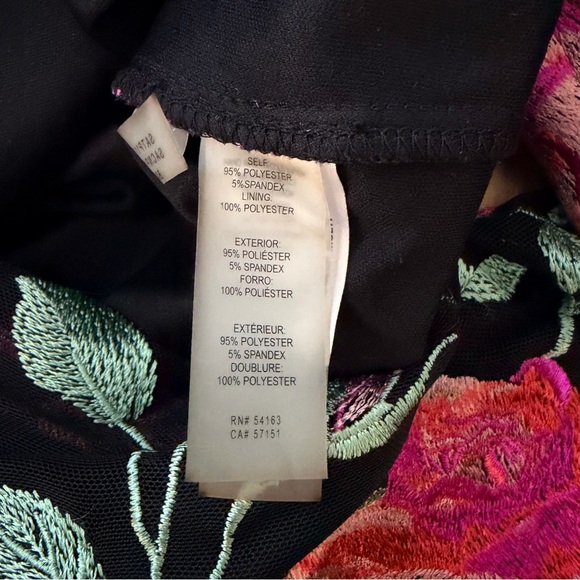 SELF:
95% POLYESTER
5%SPANDEX
LINING:
100% POLYESTER
EXTERIOR:
95% POLIÉSTER
5% SPANDEX
FORRO:
100% POLIÉSTER
EXTÉRIEUR:
95% POLYESTER
5% SPANDEX
DOUBLURE:
100% POLYESTER
RN# 54163
CA# 57151